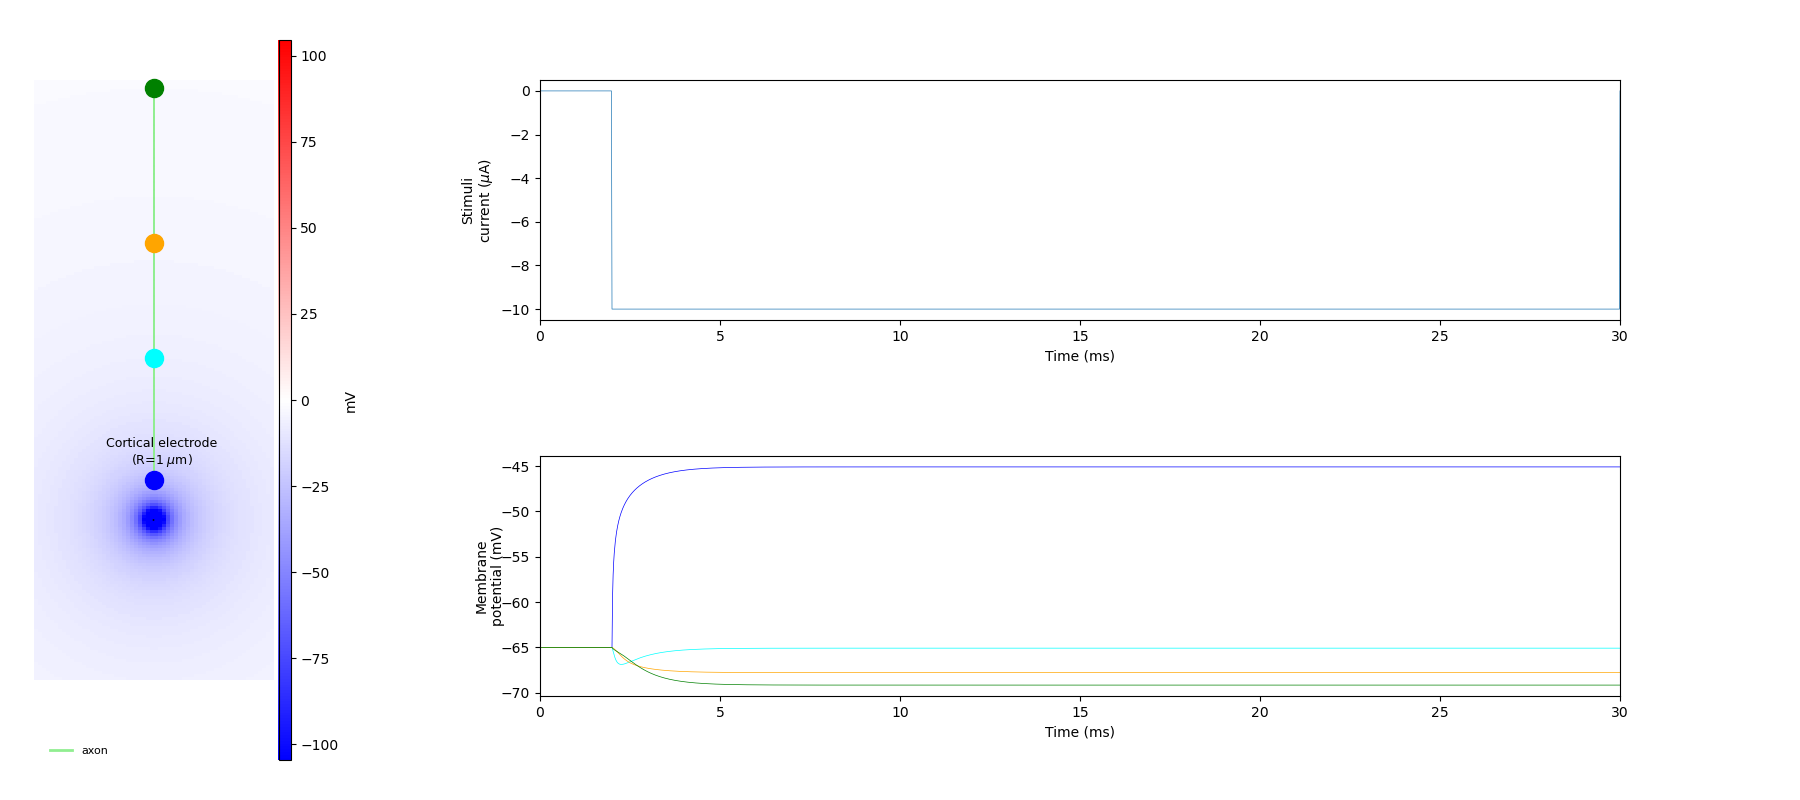 Cortical electrode
(R=1 μm)
axon
100
75
50
25
0
−25
−50
−75
−100
mV
Stimuli
current (μA)
0
−2
−4
−6
−8
−10
0 5 10 15 20 25 30
Time (ms)
Membrane
potential (mV)
−45
−50
−55
−60
−65
−70
0 5 10 15 20 25 30
Time (ms)